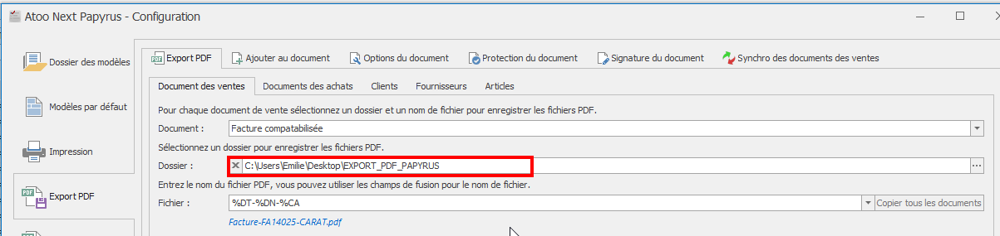 Atoo Next Papyrus - Configuration
Dossier des modèles
Modèles par défaut
Impression
Export PDF
Export PDF Ajouter au document Options du document Protection du document Signature du document Synchro des documents des ventes
Document des ventes Documents des achats Clients Fournisseurs Articles
Pour chaque document de vente sélectionnez un dossier et un nom de fichier pour enregistrer les fichiers PDF.
Document : Facture compatabilisée
Sélectionnez un dossier pour enregistrer les fichiers PDF.
Dossier : C:\Users\Emilie\Desktop\EXPORT_PDF_PAPYRUS
Entrez le nom du fichier PDF, vous pouvez utiliser les champs de fusion pour le nom de fichier.
Fichier : %DT-%DN-%CA Copier tous les documents
Facture-FA14025-CARAT.pdf